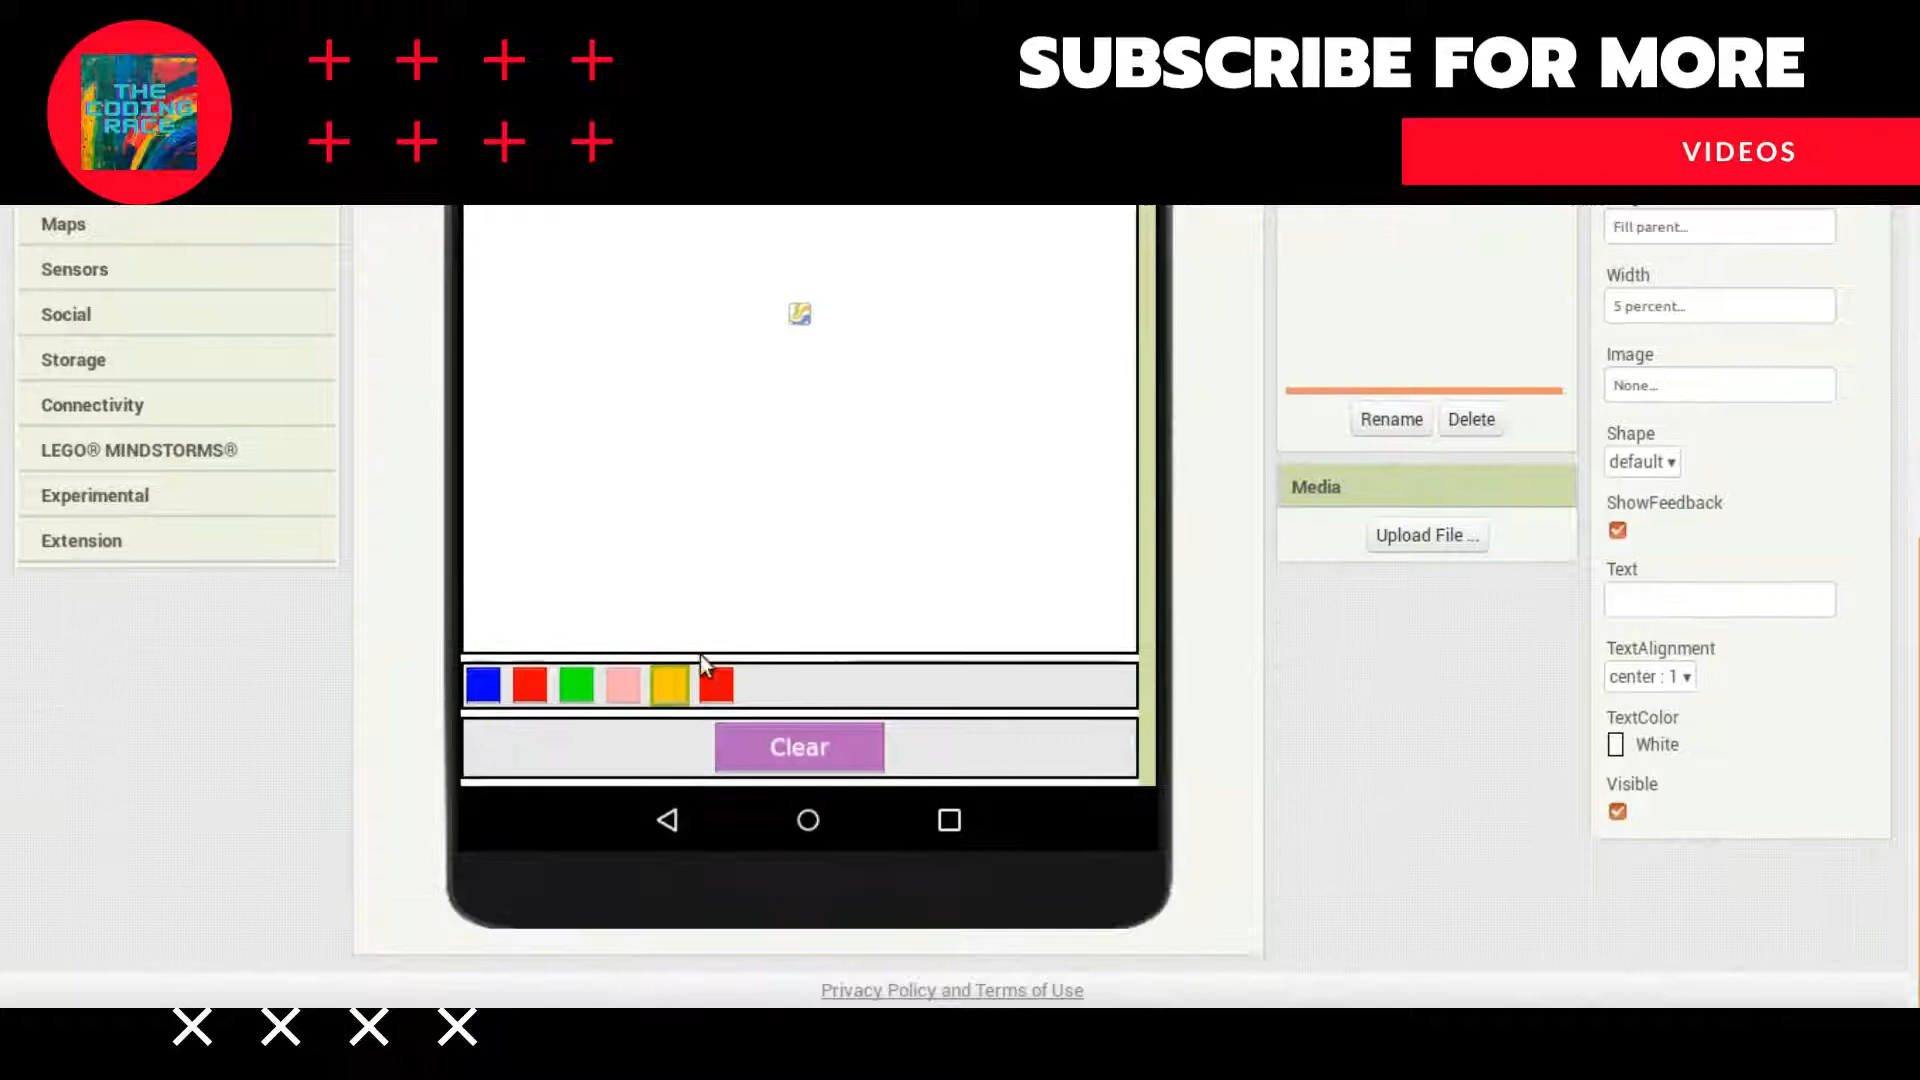 THE
CODING
RACE
SUBSCRIBE FOR MORE
VIDEOS
Maps
Sensors
Social
Storage
Connectivity
LEGO® MINDSTORMS®
Experimental
Extension
Clear
Rename
Delete
Media
Upload File ...
Fill parent...
Width
5 percent...
Image
None...
Shape
default
ShowFeedback
Text
TextAlignment
center : 1
TextColor
White
Visible
Privacy Policy and Terms of Use